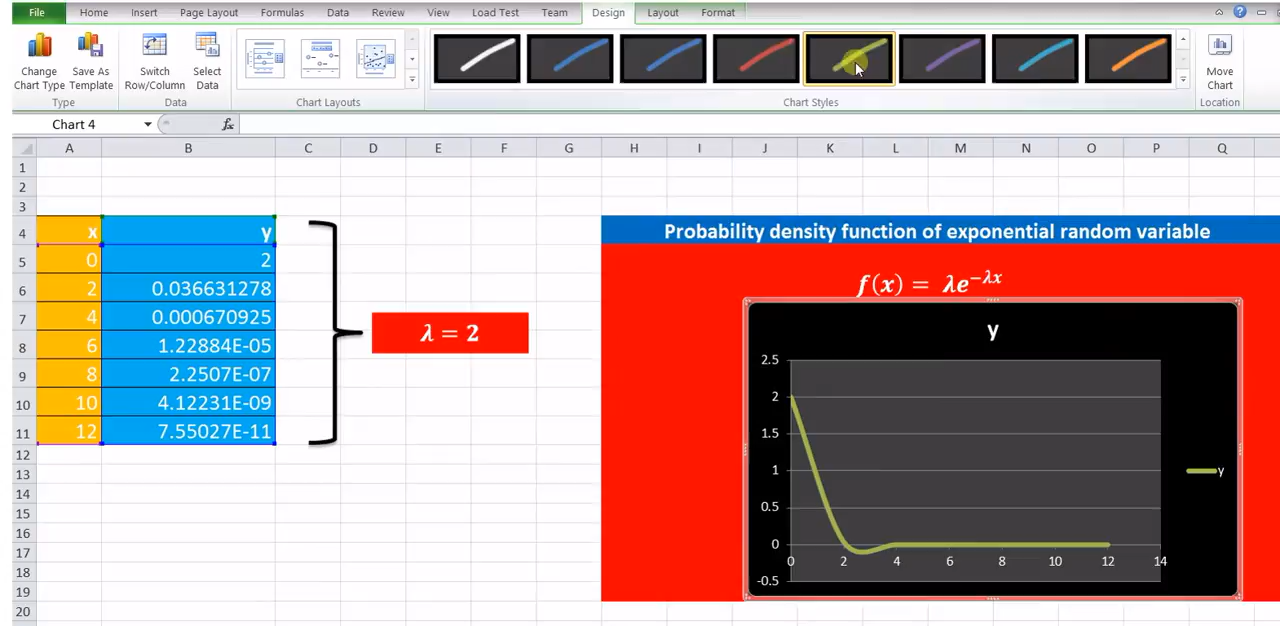 File Home Insert Page Layout Formulas Data Review View Load Test Team Design Layout Format
Change Chart Type Save As Template Switch Row/Column Select Data Move Chart
Type Data Chart Layouts Chart Styles Location
Chart 4 fx
A B C D E F G H I J K L M N O P Q
1
2
3
4 x y Probability density function of exponential random variable
5 0 2
6 2 0.036631278 f(x) = λe^−λx
7 4 0.000670925
8 6 1.22884E-05 λ = 2 y
9 8 2.2507E-07
10 10 4.12231E-09
11 12 7.55027E-11
12
13
14
15
16
17
18
19
20
2.5
2
1.5
1 y
0.5
0
0 2 4 6 8 10 12 14
-0.5